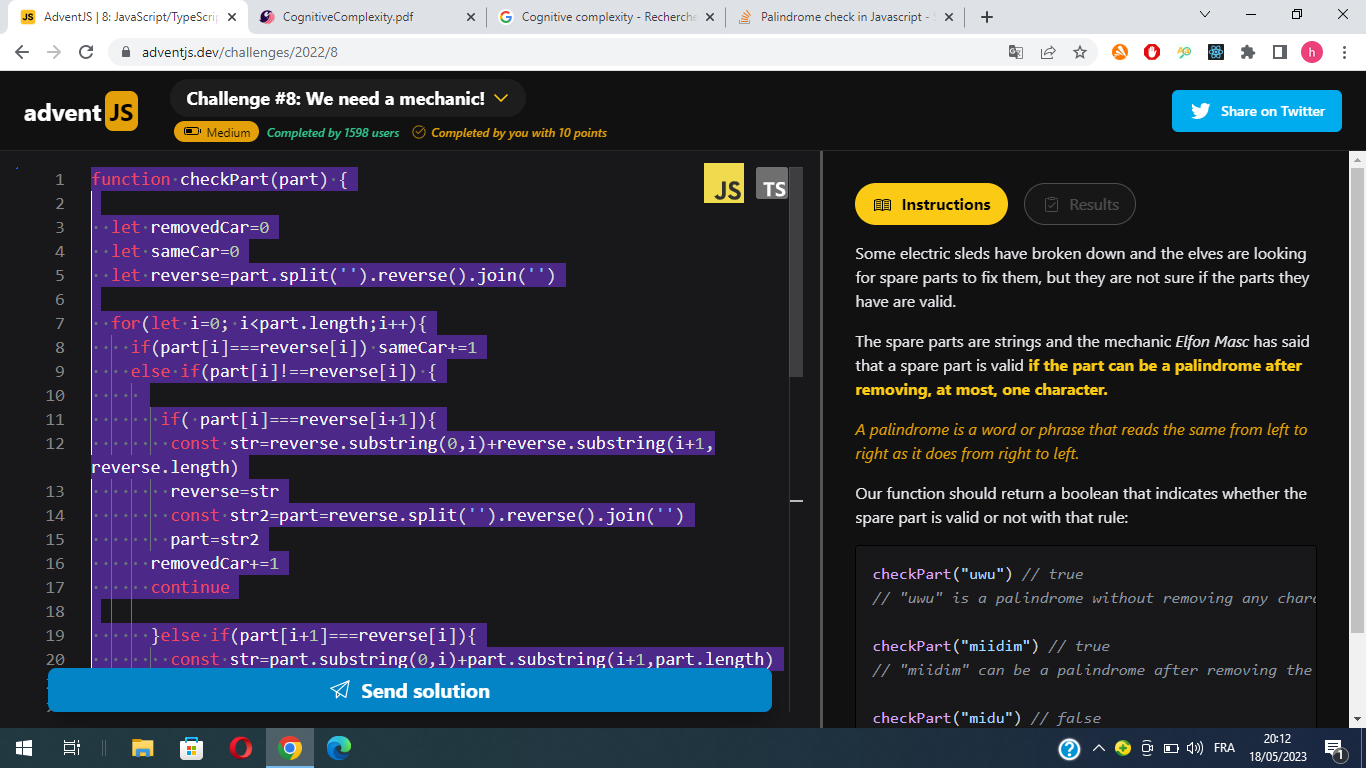 AdventJS | 8: JavaScript/TypeScri
CognitiveComplexity.pdf
Cognitive complexity - Recherche
Palindrome check in Javascript -
adventjs.dev/challenges/2022/8
h
advent JS
Challenge #8: We need a mechanic!
Medium
Completed by 1598 users
Completed by you with 10 points
Share on Twitter
JS
TS
1 function checkPart(part) {
2
3 let removedCar=0
4 let sameCar=0
5 let reverse=part.split('').reverse().join('')
6
7 for(let i=0; i<part.length;i++){
8 if(part[i]===reverse[i]) sameCar+=1
9 else if(part[i]!==reverse[i]) {
10
11 if( part[i]===reverse[i+1]){
12 const str=reverse.substring(0,i)+reverse.substring(i+1,
reverse.length)
13 reverse=str
14 const str2=part=reverse.split('').reverse().join('')
15 part=str2
16 removedCar+=1
17 continue
18
19 }else if(part[i+1]===reverse[i]){
20 const str=part.substring(0,i)+part.substring(i+1,part.length)
Send solution
Instructions
Results
Some electric sleds have broken down and the elves are looking
for spare parts to fix them, but they are not sure if the parts they
have are valid.
The spare parts are strings and the mechanic Elfon Masc has said
that a spare part is valid if the part can be a palindrome after
removing, at most, one character.
A palindrome is a word or phrase that reads the same from left to
right as it does from right to left.
Our function should return a boolean that indicates whether the
spare part is valid or not with that rule:
checkPart("uwu") // true
// "uwu" is a palindrome without removing any chara
checkPart("miidim") // true
// "miidim" can be a palindrome after removing the
checkPart("midu") // false
FRA
20:12
18/05/2023
1